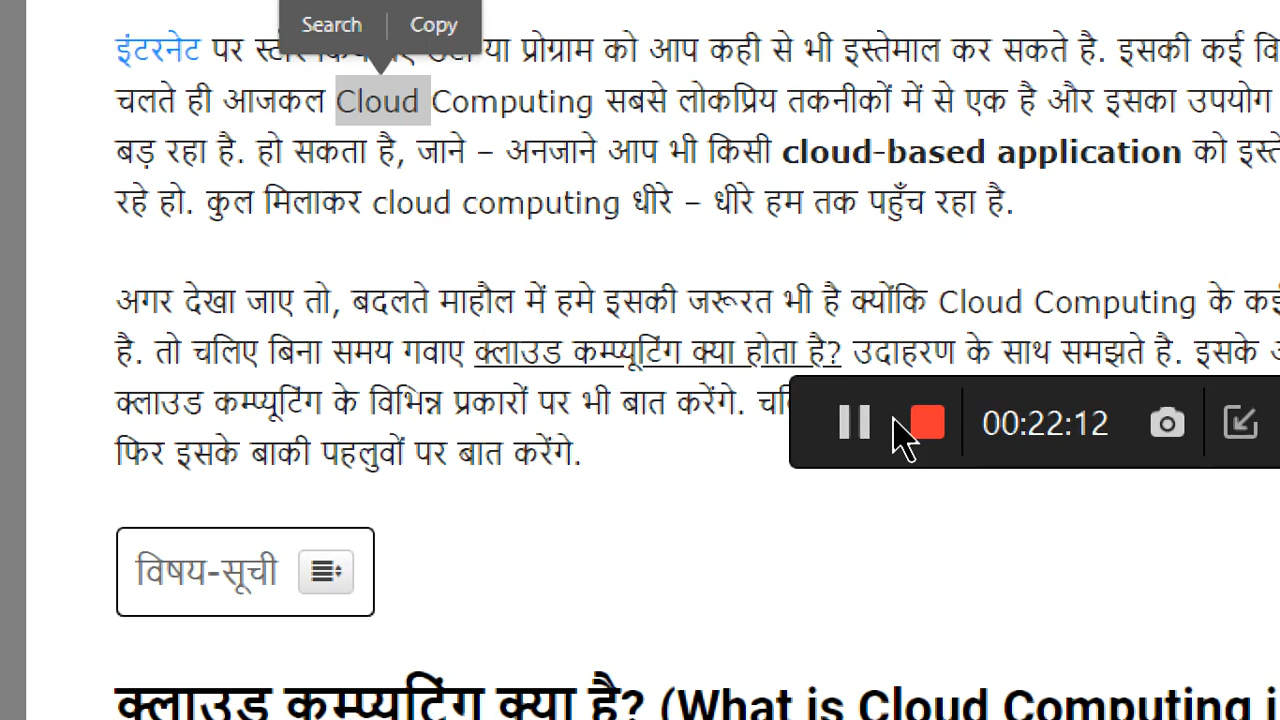 Search Copy
इंटरनेट पर या प्रोग्राम को आप कही से भी इस्तेमाल कर सकते है. इसकी कई
चलते ही आजकल Cloud Computing सबसे लोकप्रिय तकनीकों में से एक है और इसका उपयोग
बड़ रहा है. हो सकता है, जाने – अनजाने आप भी किसी cloud-based application को
रहे हो. कुल मिलाकर cloud computing धीरे – धीरे हम तक पहुँच रहा है.
अगर देखा जाए तो, बदलते माहौल में हमे इसकी जरूरत भी है क्योंकि Cloud Computing के
है. तो चलिए बिना समय गवाए क्लाउड कम्प्यूटिंग क्या होता है? उदाहरण के साथ समझते है. इसके
क्लाउड कम्प्यूटिंग के विभिन्न प्रकारों पर भी बात करेंगे.
00:22:12
फिर इसके बाकी पहलुवों पर बात करेंगे.
विषय-सूची
क्लाउड कम्प्यूटिंग क्या है? (What is Cloud Computing